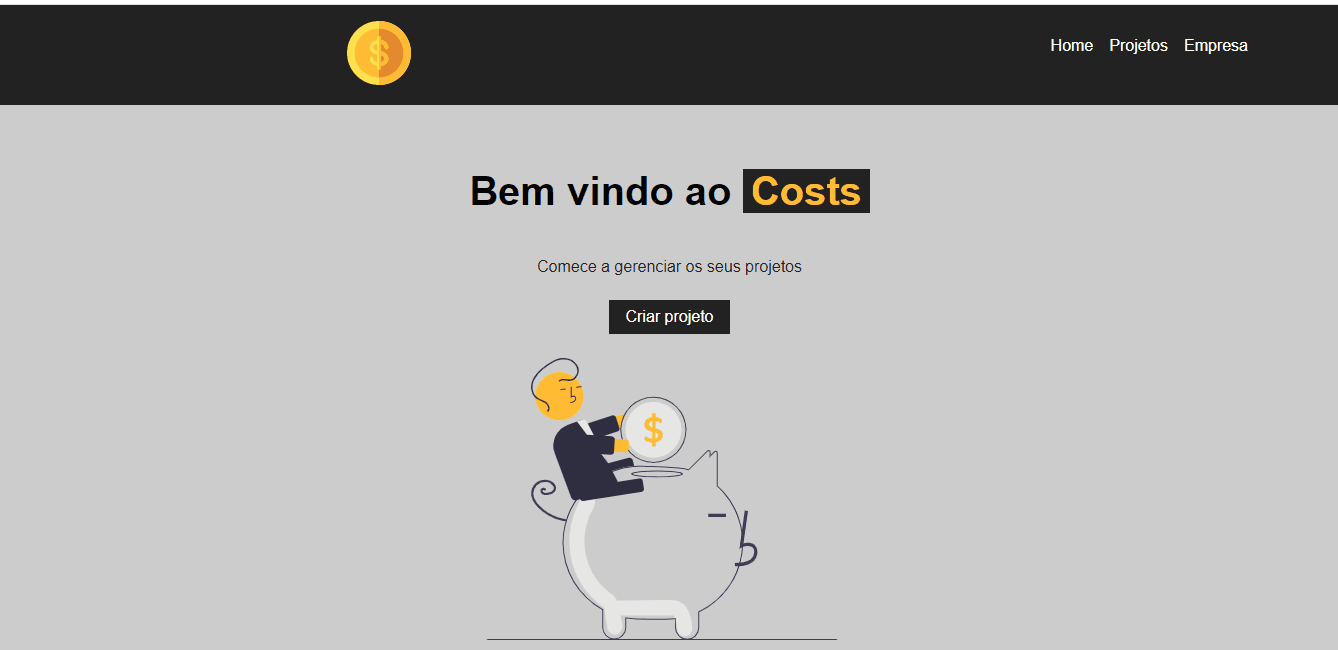 $
Home Projetos Empresa
Bem vindo ao Costs
Comece a gerenciar os seus projetos
Criar projeto
$